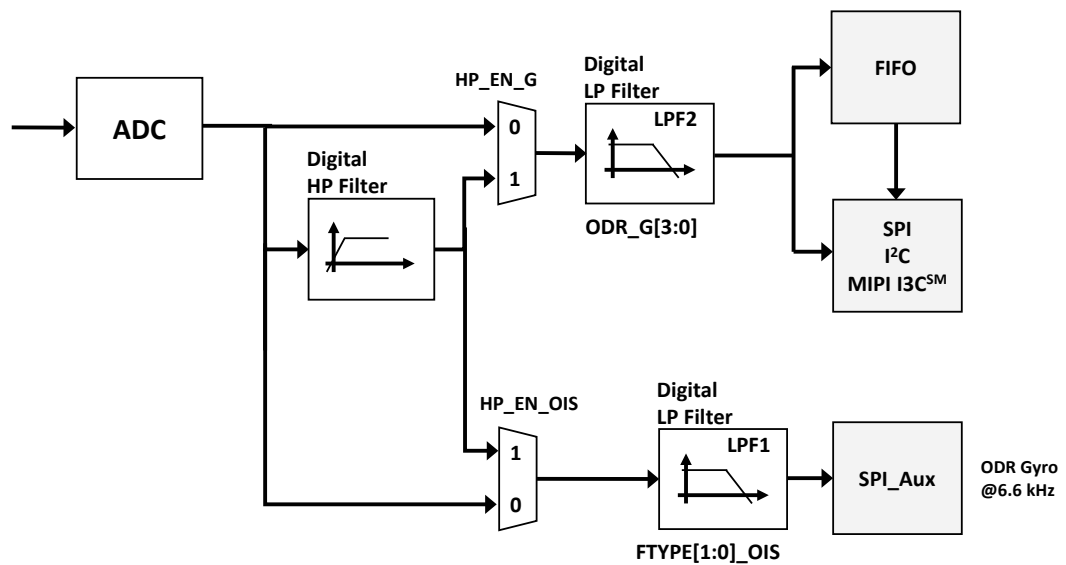 ADC
Digital
HP Filter
HP_EN_G
0
1
Digital
LP Filter
LPF2
ODR_G[3:0]
FIFO
SPI
I²C
MIPI I3Cˢᴹ
HP_EN_OIS
1
0
Digital
LP Filter
LPF1
FTYPE[1:0]_OIS
SPI_Aux
ODR Gyro
@6.6 kHz